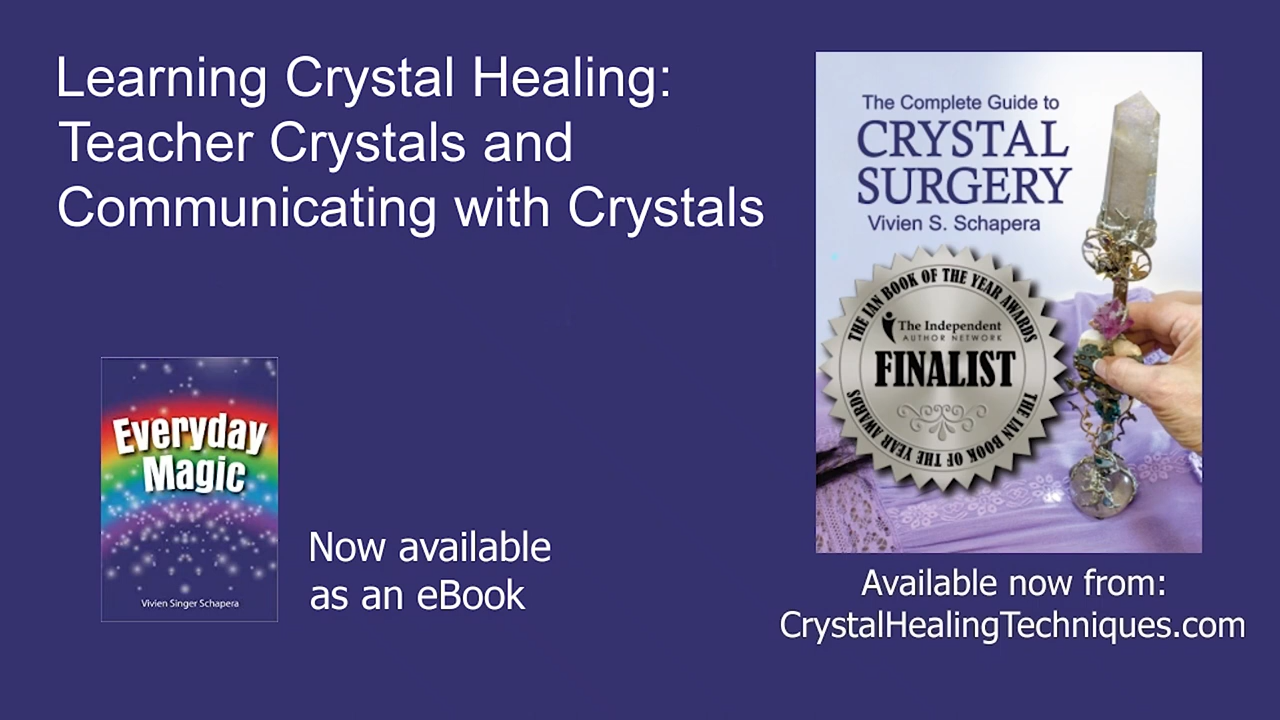 Learning Crystal Healing:
Teacher Crystals and
Communicating with Crystals
The Complete Guide to
CRYSTAL
SURGERY
Vivien S. Schapera
THE IAN BOOK OF THE YEAR AWARDS
The Independent
AUTHOR NETWORK
FINALIST
THE IAN BOOK OF THE YEAR AWARDS
Everyday
Magic
Vivien Singer Schapera
Now available
as an eBook
Available now from:
CrystalHealingTechniques.com